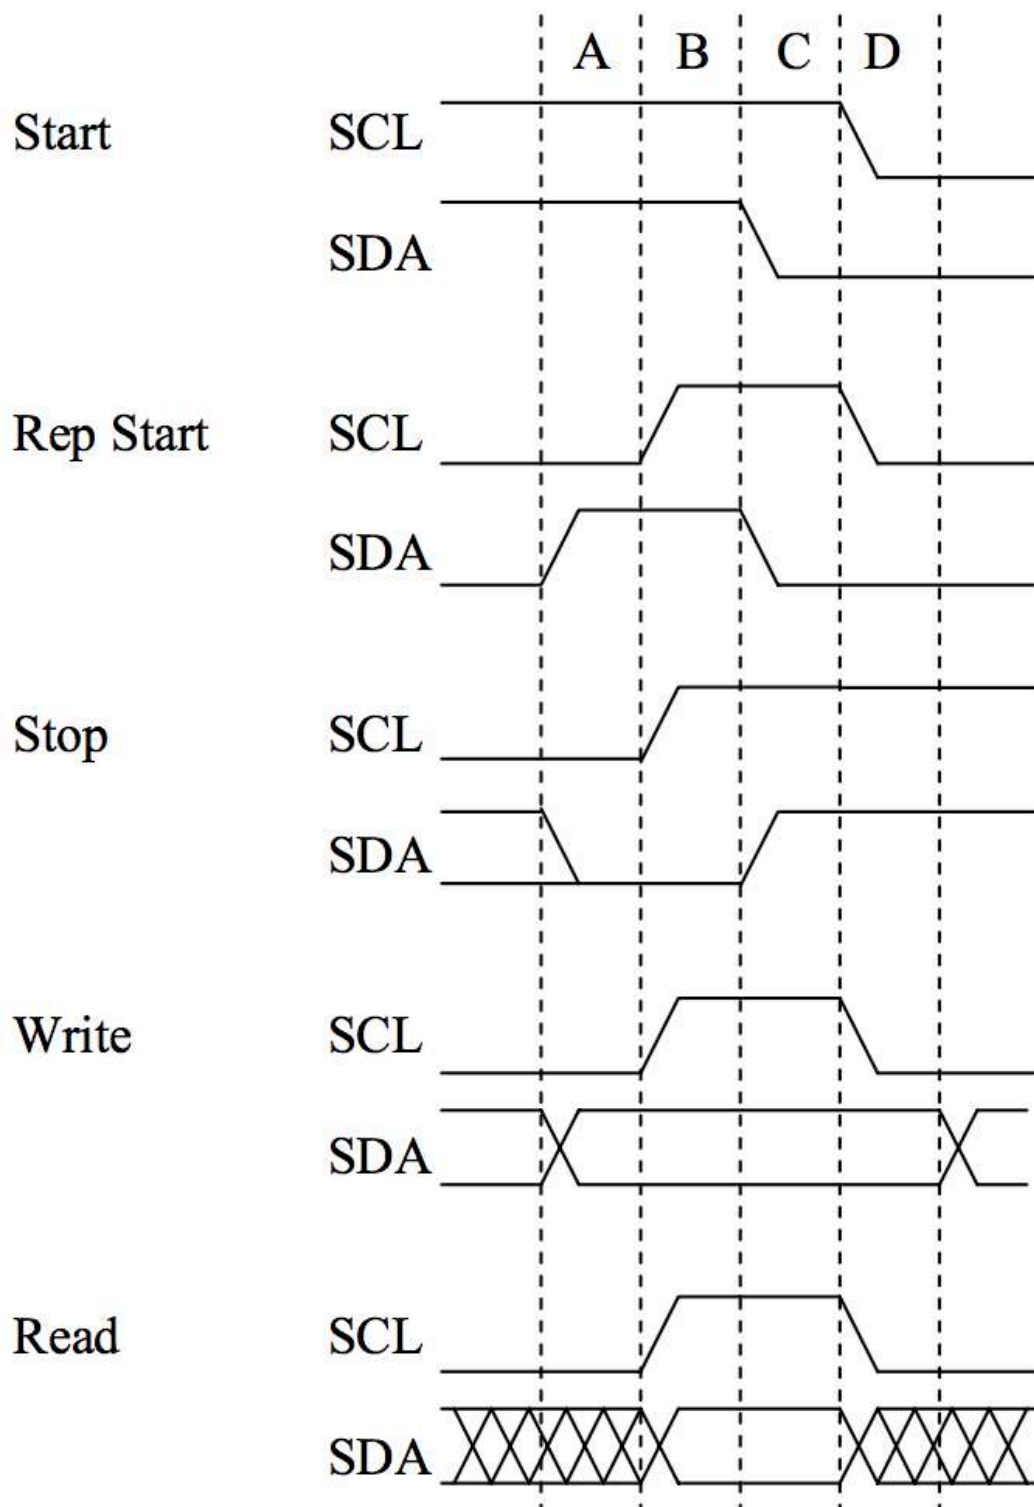 A B C D
Start SCL
SDA
Rep Start SCL
SDA
Stop SCL
SDA
Write SCL
SDA
Read SCL
SDA